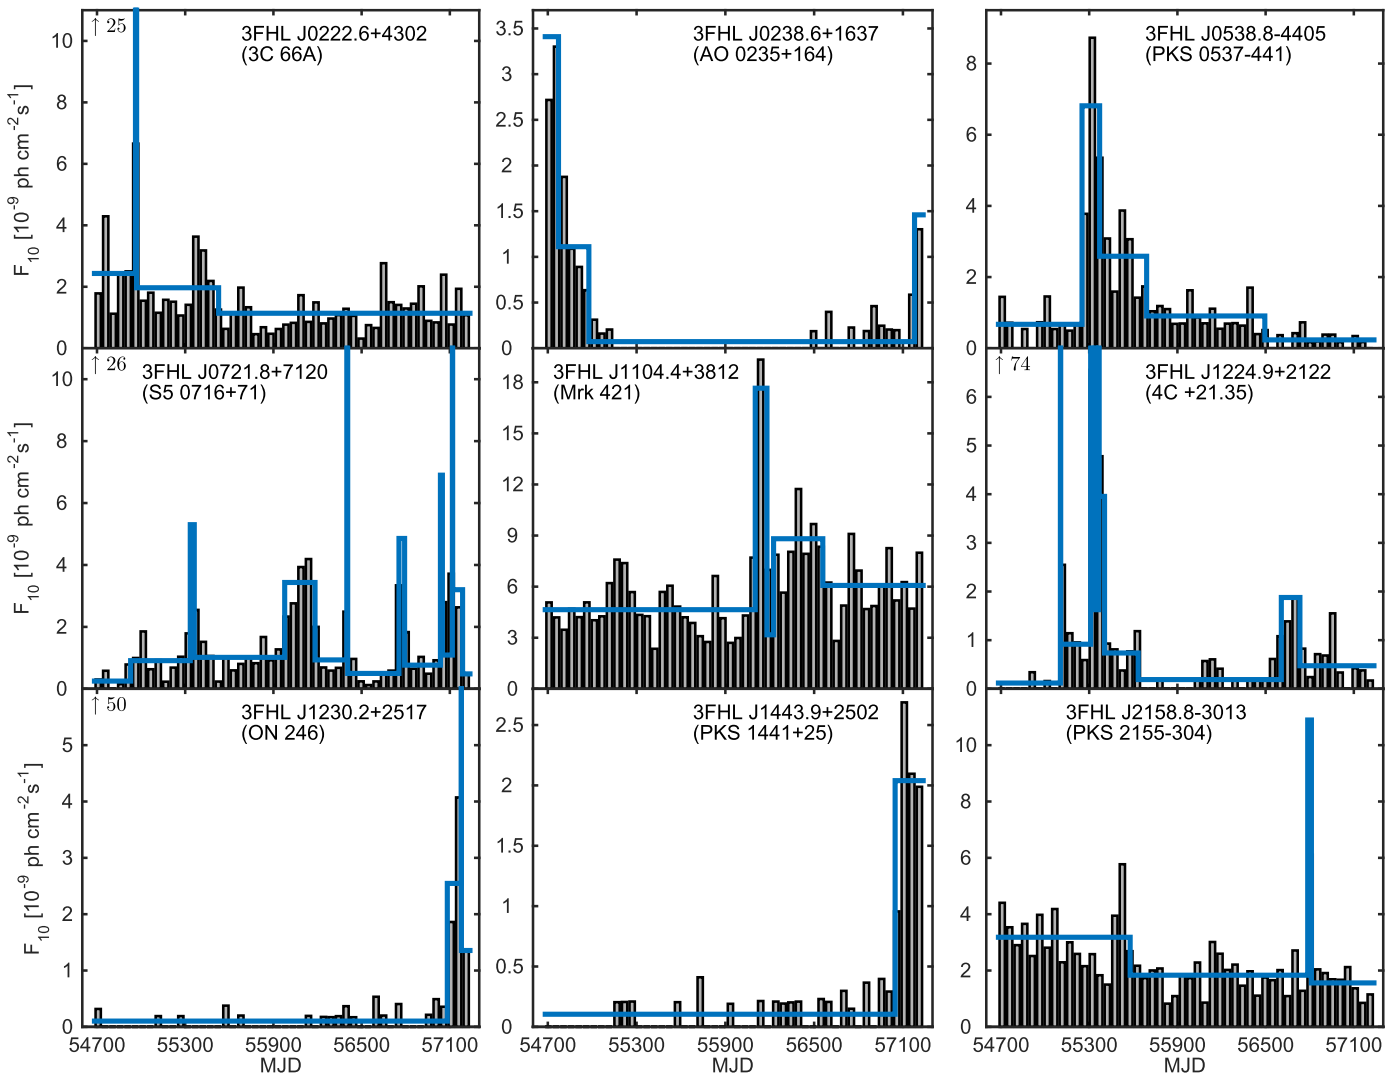 ↑ 25
3FHL J0222.6+4302
(3C 66A)
F10 [10-9 ph cm-2 s-1]
10
8
6
4
2
0
3FHL J0238.6+1637
(AO 0235+164)
3.5
3
2.5
2
1.5
1
0.5
0
3FHL J0538.8-4405
(PKS 0537-441)
8
6
4
2
0
↑ 26
3FHL J0721.8+7120
(S5 0716+71)
F10 [10-9 ph cm-2 s-1]
10
8
6
4
2
0
3FHL J1104.4+3812
(Mrk 421)
18
15
12
9
6
3
0
↑ 74
3FHL J1224.9+2122
(4C +21.35)
6
5
4
3
2
1
0
↑ 50
3FHL J1230.2+2517
(ON 246)
F10 [10-9 ph cm-2 s-1]
5
4
3
2
1
0
54700 55300 55900 56500 57100
MJD
3FHL J1443.9+2502
(PKS 1441+25)
2.5
2
1.5
1
0.5
0
54700 55300 55900 56500 57100
MJD
3FHL J2158.8-3013
(PKS 2155-304)
10
8
6
4
2
0
54700 55300 55900 56500 57100
MJD